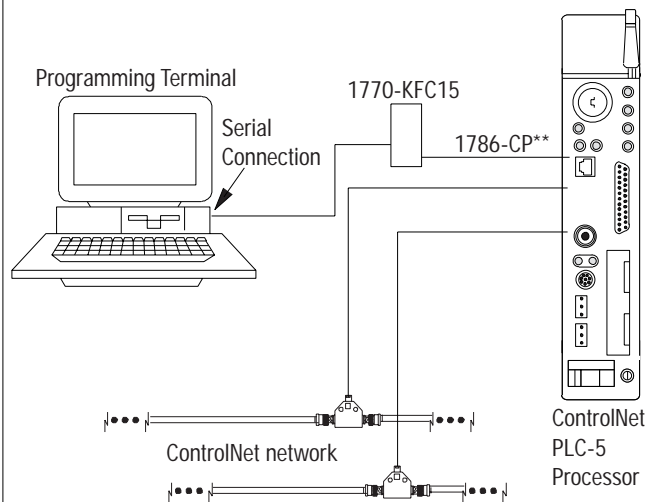 Programming Terminal
1770-KFC15
Serial
Connection
1786-CP**
ControlNet network
ControlNet
PLC-5
Processor